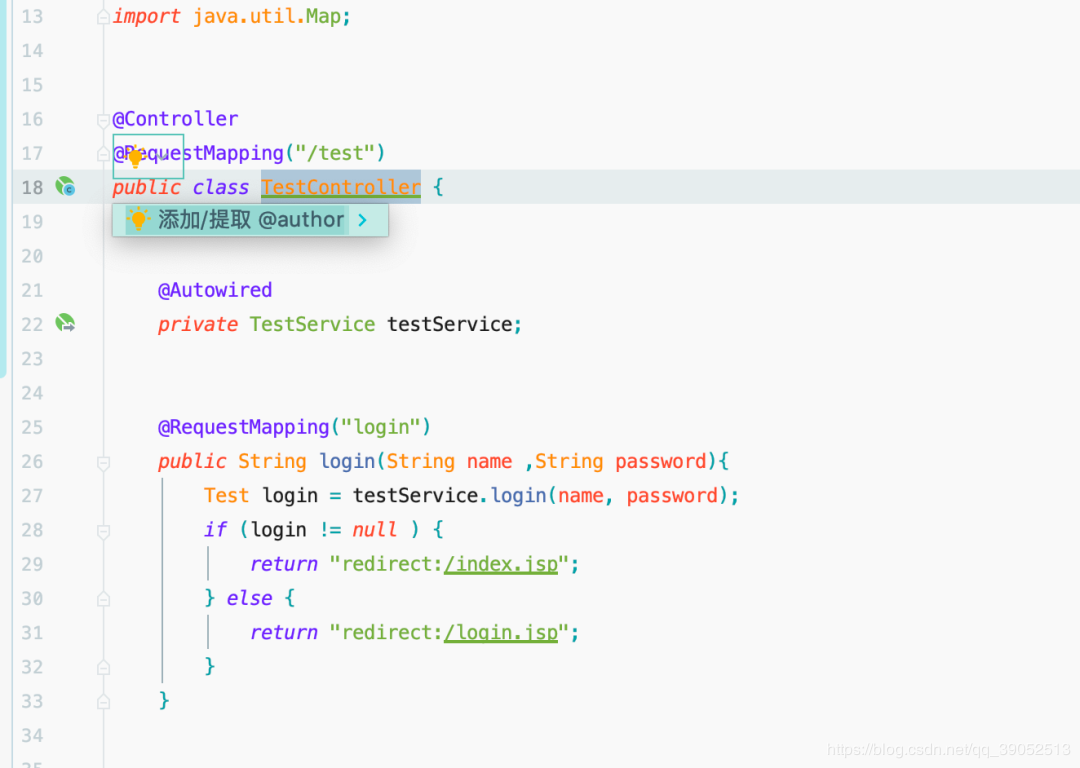 13 import java.util.Map;
14
15
16 @Controller
17 @RequestMapping("/test")
18 public class TestController {
19 添加/提取 @author >
20
21 @Autowired
22 private TestService testService;
23
24
25 @RequestMapping("login")
26 public String login(String name ,String password){
27 Test login = testService.login(name, password);
28 if (login != null ) {
29 return "redirect:/index.jsp";
30 } else {
31 return "redirect:/login.jsp";
32 }
33 }
34
35
https://blog.csdn.net/qq_39052513